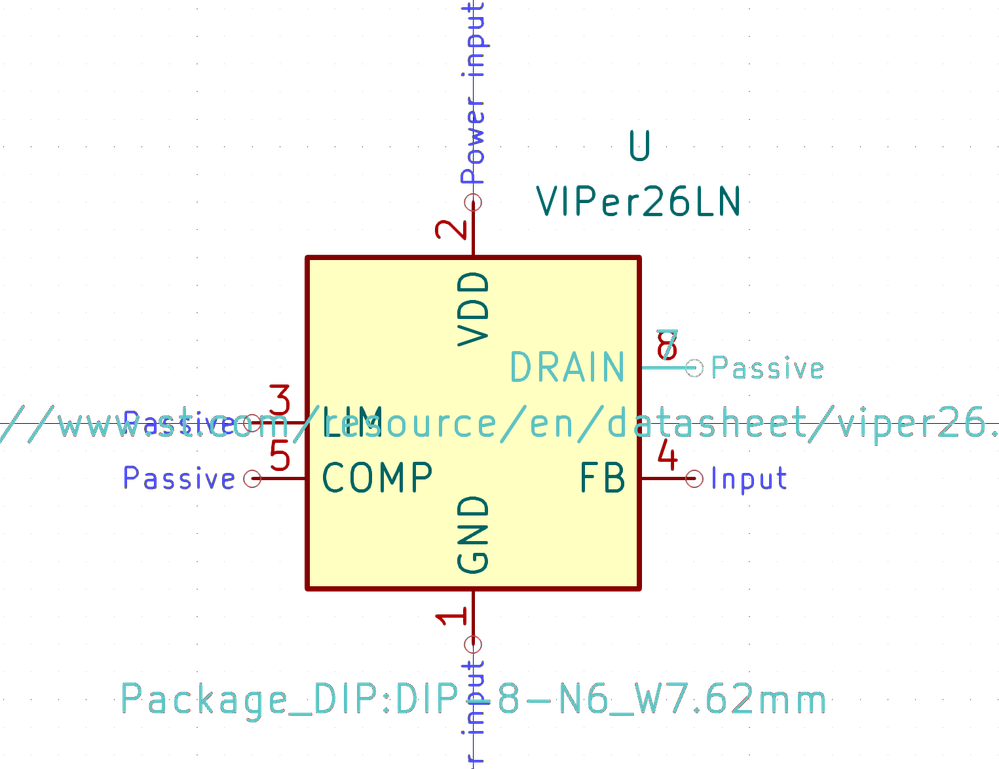 Power input
U
VIPer26LN
2
VDD
7
8
DRAIN
Passive
3
Passive
LIM
//www.st.com/resource/en/datasheet/viper26.
5
4
Passive
COMP
FB
Input
GND
1
r input
Package_DIP:DIP-8-N6_W7.62mm